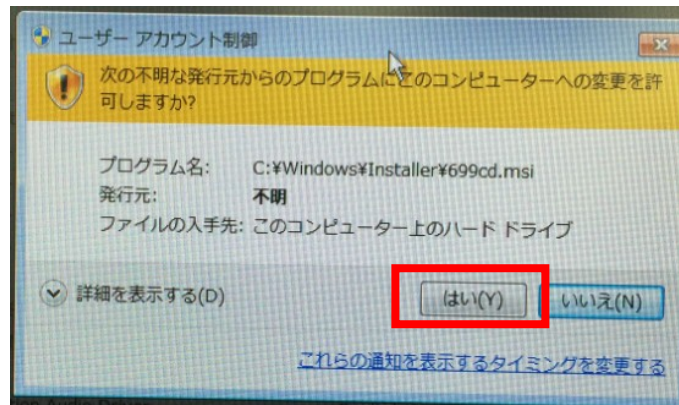 ユーザー アカウント制御
次の不明な発行元からのプログラムにこのコンピューターへの変更を許
可しますか?
プログラム名: C:¥Windows¥Installer¥699cd.msi
発行元: 不明
ファイルの入手先: このコンピューター上のハード ドライブ
詳細を表示する(D) はい(Y) いいえ(N)
これらの通知を表示するタイミングを変更する